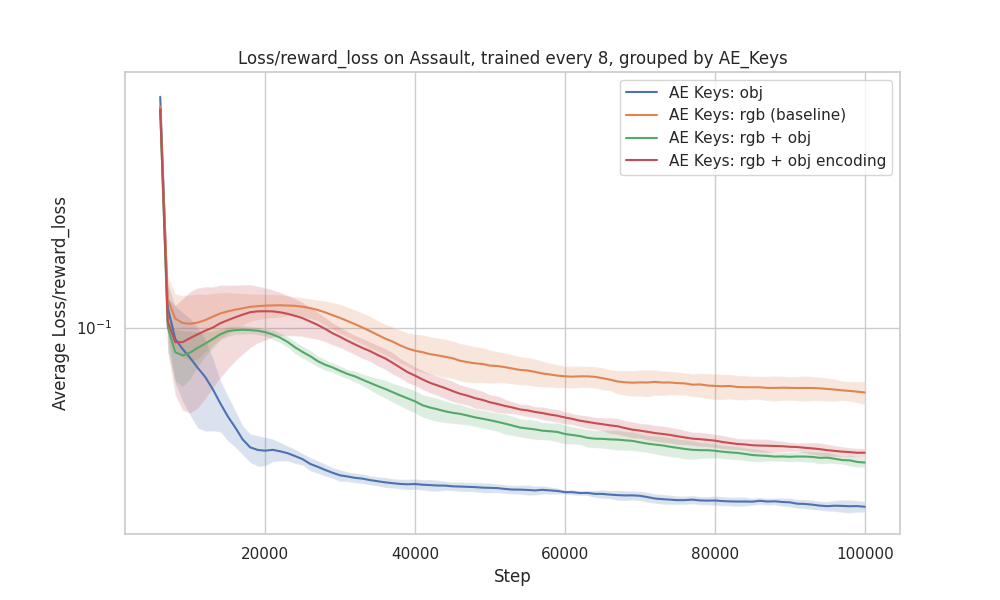 Loss/reward_loss on Assault, trained every 8, grouped by AE_Keys
AE Keys: obj
AE Keys: rgb (baseline)
AE Keys: rgb + obj
AE Keys: rgb + obj encoding
Average Loss/reward_loss
10⁻¹
20000 40000 60000 80000 100000
Step